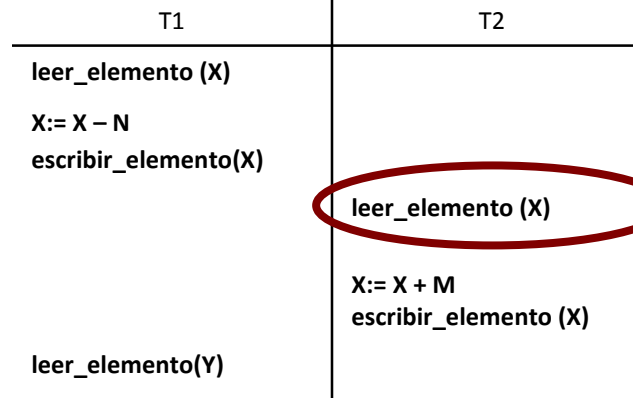 T1 T2
leer_elemento (X)
X:= X – N
escribir_elemento(X)
leer_elemento (X)
X:= X + M
escribir_elemento (X)
leer_elemento(Y)